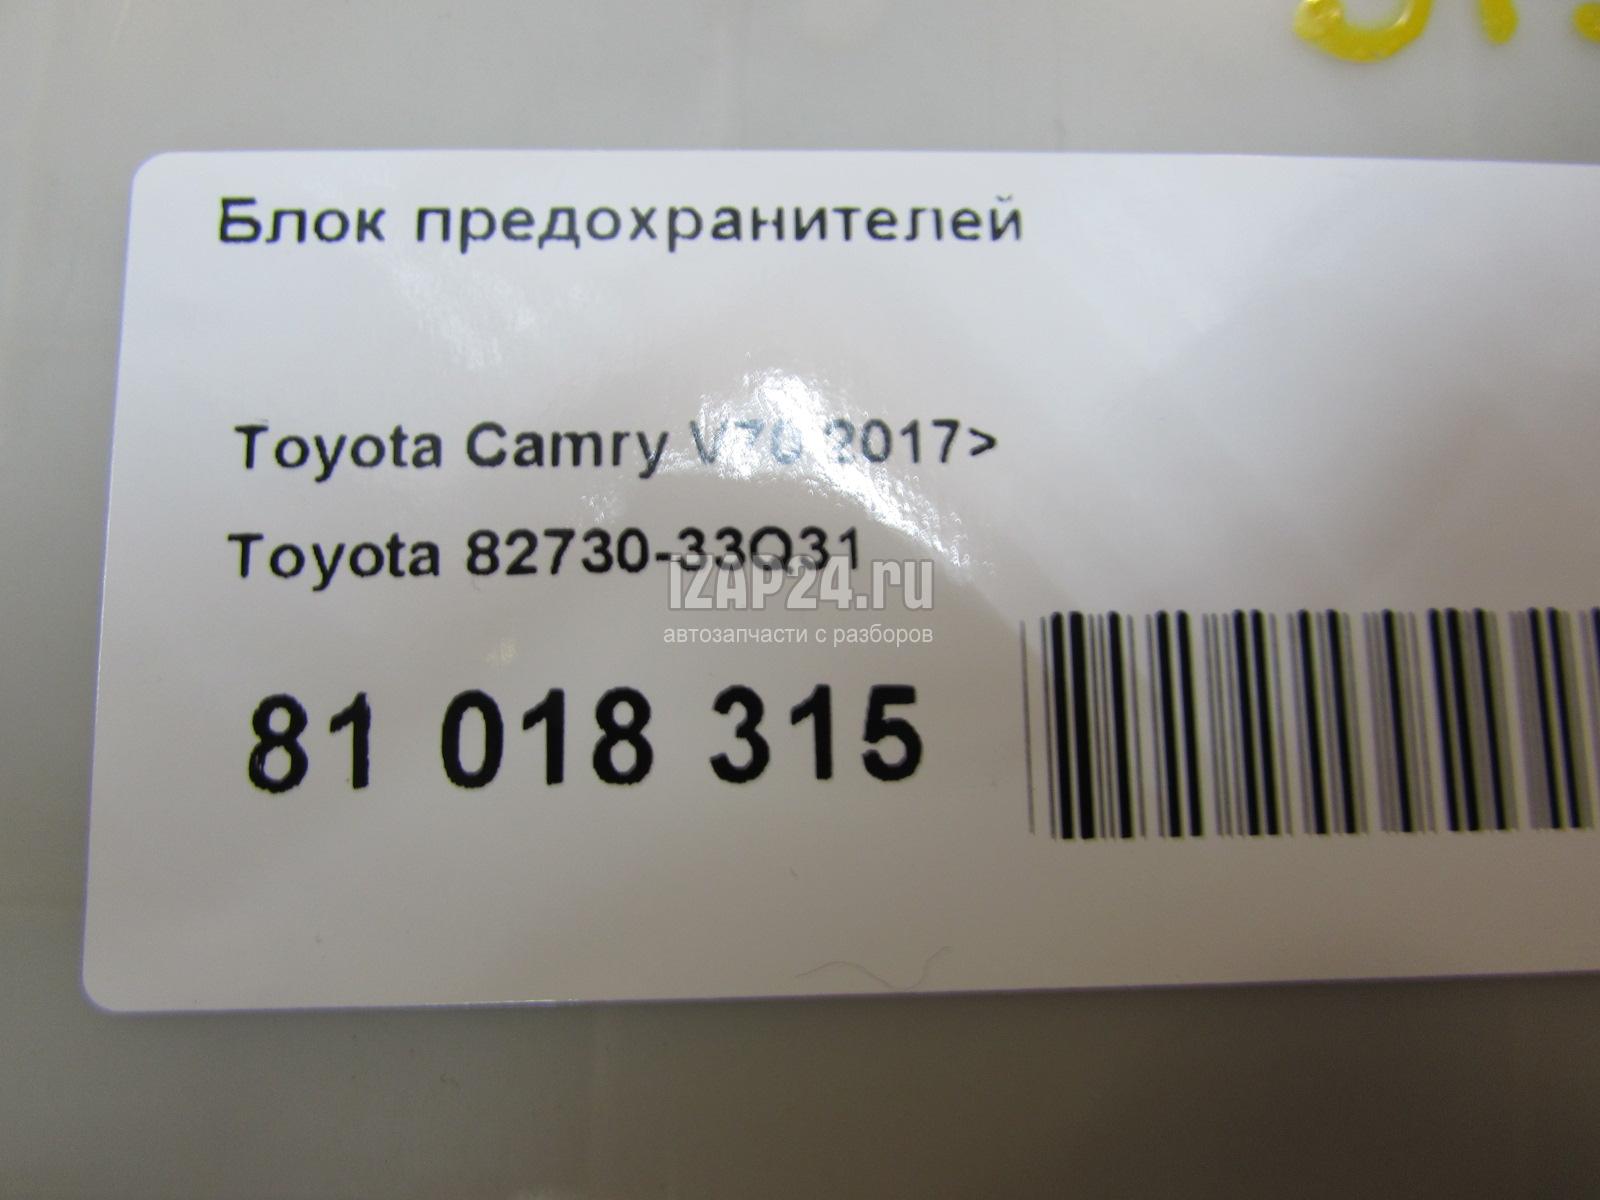 Блок предохранителей
Toyota Camry V70 2017>
Toyota 82730-33Q31
IZAP24.ru
автозапчасти с разборов
81 018 315